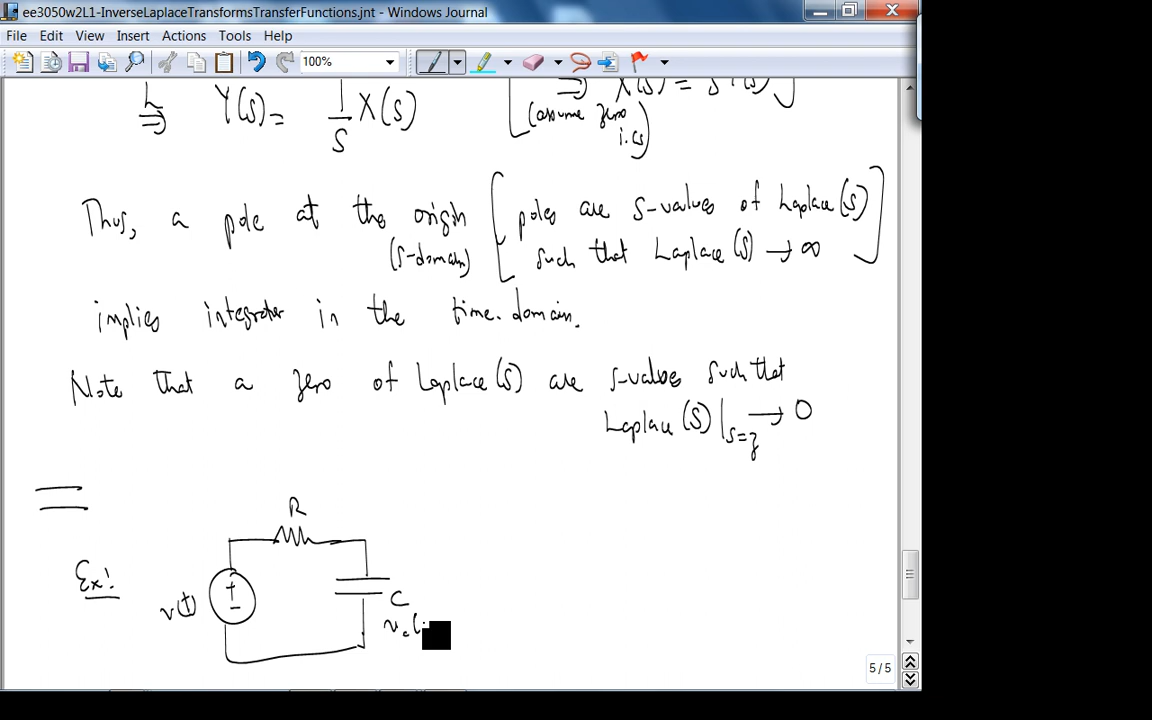 ee3050w2L1-InverseLaplaceTransformsTransferFunctions.jnt - Windows Journal
File Edit View Insert Actions Tools Help
100%
L ⇒ Y(s) = 1/s X(s) [ ⇒ X(s) = s Y(s) ]
(assume zero
i.cs)
Thus, a pole at the origin [ poles are s-values of Laplace(s)
(s-domain) such that Laplace(s) → ∞ ]
implies integrator in the time-domain.
Note that a zero of Laplace(s) are s-values such that
Laplace(s)|s=z → 0
R
Ex:
v(t)
+
-
C
vc(
5 / 5